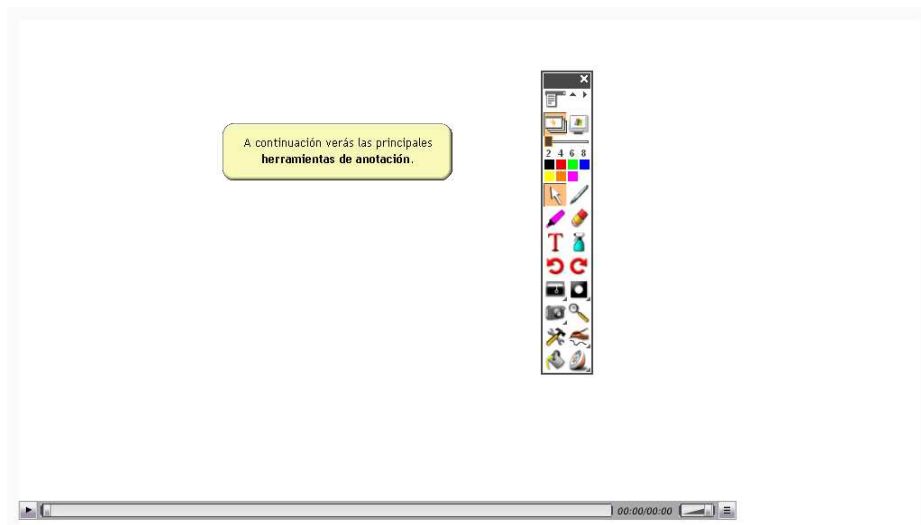 A continuación verás las principales
herramientas de anotación.
2 4 6 8
T
00:00/00:00